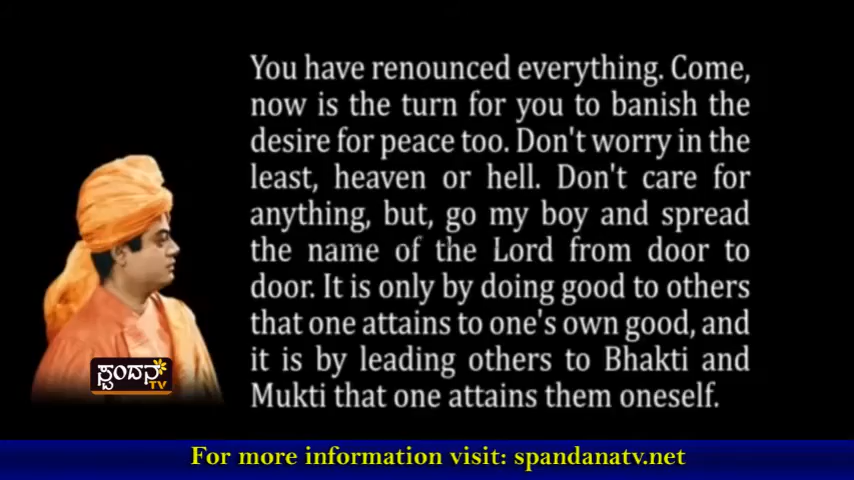 You have renounced everything. Come,
now is the turn for you to banish the
desire for peace too. Don't worry in the
least, heaven or hell. Don't care for
anything, but, go my boy and spread
the name of the Lord from door to
door. It is only by doing good to others
that one attains to one's own good, and
it is by leading others to Bhakti and
Mukti that one attains them oneself.
ಸ್ಪಂದನ
TV
For more information visit: spandanatv.net